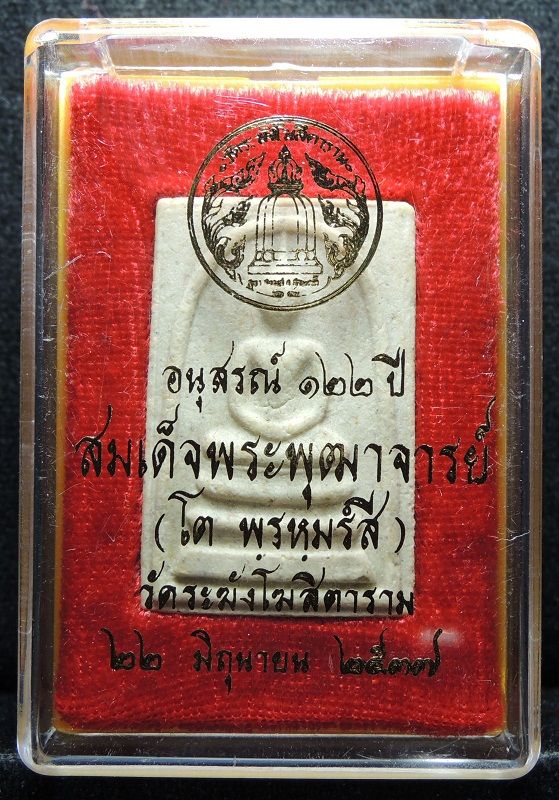 อนุสรณ์ ๑๒๒ ปี
สมเด็จพระพุฒาจารย์
(โต พฺรหฺมรํสี)
วัดระฆังโฆสิตาราม
๒๒ มิถุนายน ๒๕๓๗